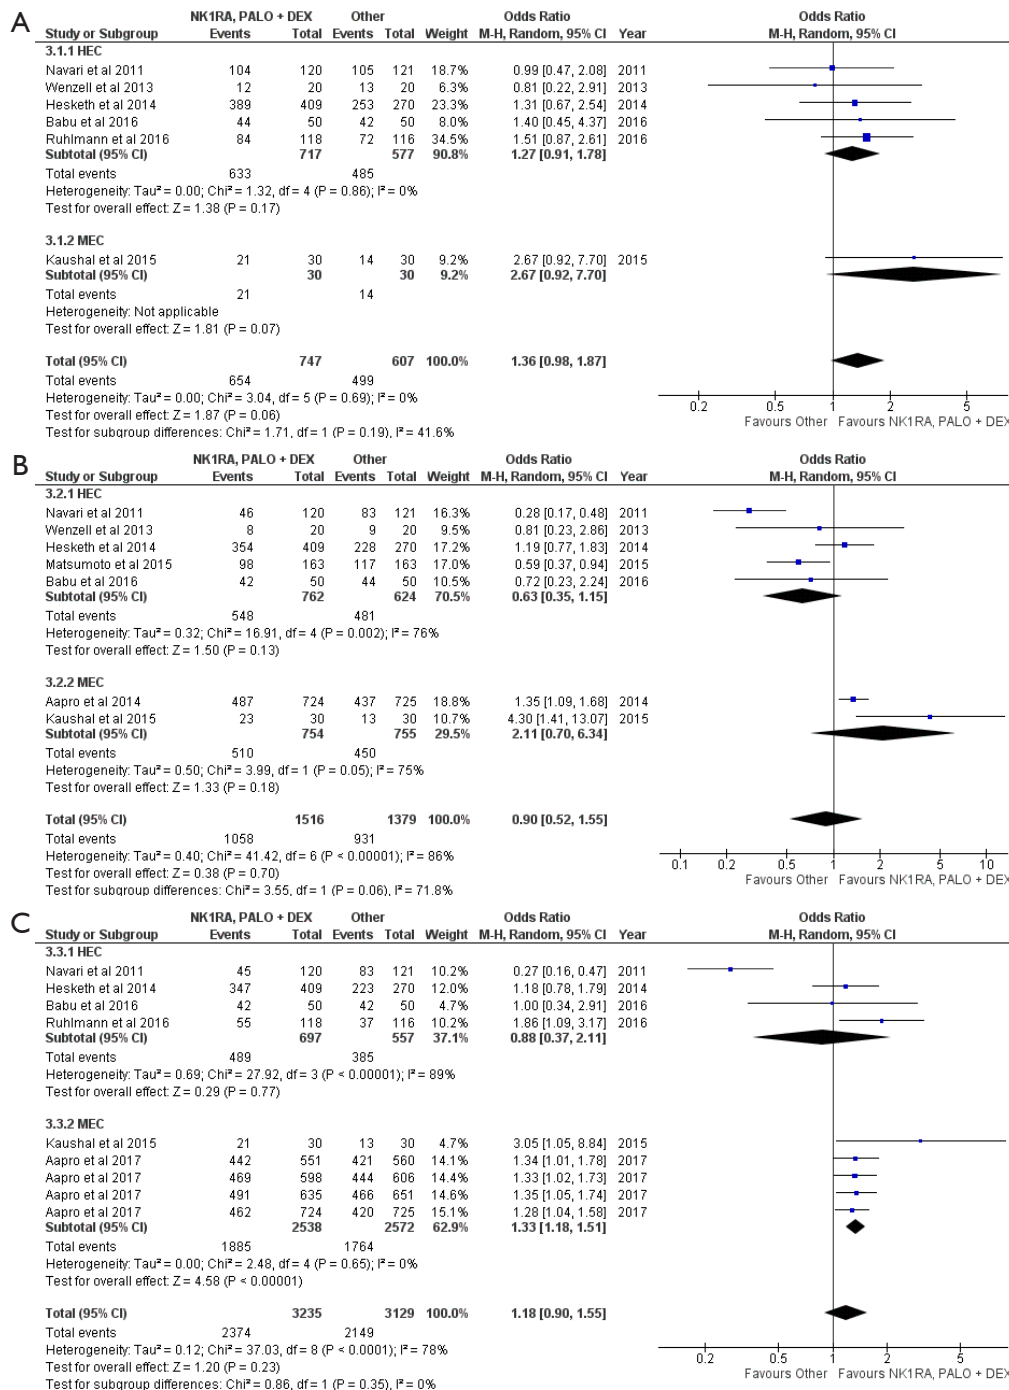 A
NK1RA, PALO + DEX Other Odds Ratio Odds Ratio
Study or Subgroup Events Total Events Total Weight M-H, Random, 95% CI Year M-H, Random, 95% CI
3.1.1 HEC
Navari et al 2011 104 120 105 121 18.7% 0.99 [0.47, 2.08] 2011
Wenzell et al 2013 12 20 13 20 6.3% 0.81 [0.22, 2.91] 2013
Hesketh et al 2014 389 409 253 270 23.3% 1.31 [0.67, 2.54] 2014
Babu et al 2016 44 50 42 50 8.0% 1.40 [0.45, 4.37] 2016
Ruhlmann et al 2016 84 118 72 116 34.5% 1.51 [0.87, 2.61] 2016
Subtotal (95% CI) 717 577 90.8% 1.27 [0.91, 1.78]
Total events 633 485
Heterogeneity: Tau² = 0.00; Chi² = 1.32, df = 4 (P = 0.86); I² = 0%
Test for overall effect: Z = 1.38 (P = 0.17)
3.1.2 MEC
Kaushal et al 2015 21 30 14 30 9.2% 2.67 [0.92, 7.70] 2015
Subtotal (95% CI) 30 30 9.2% 2.67 [0.92, 7.70]
Total events 21 14
Heterogeneity: Not applicable
Test for overall effect: Z = 1.81 (P = 0.07)
Total (95% CI) 747 607 100.0% 1.36 [0.98, 1.87]
Total events 654 499
Heterogeneity: Tau² = 0.00; Chi² = 3.04, df = 5 (P = 0.69); I² = 0%
Test for overall effect: Z = 1.87 (P = 0.06)
Test for subgroup differences: Chi² = 1.71, df = 1 (P = 0.19), I² = 41.6%
0.2 0.5 1 2 5
Favours Other Favours NK1RA, PALO + DEX
B
NK1RA, PALO + DEX Other Odds Ratio Odds Ratio
Study or Subgroup Events Total Events Total Weight M-H, Random, 95% CI Year M-H, Random, 95% CI
3.2.1 HEC
Navari et al 2011 46 120 83 121 16.3% 0.28 [0.17, 0.48] 2011
Wenzell et al 2013 8 20 9 20 9.5% 0.81 [0.23, 2.86] 2013
Hesketh et al 2014 354 409 228 270 17.2% 1.19 [0.77, 1.83] 2014
Matsumoto et al 2015 98 163 117 163 17.0% 0.59 [0.37, 0.94] 2015
Babu et al 2016 42 50 44 50 10.5% 0.72 [0.23, 2.24] 2016
Subtotal (95% CI) 762 624 70.5% 0.63 [0.35, 1.15]
Total events 548 481
Heterogeneity: Tau² = 0.32; Chi² = 16.91, df = 4 (P = 0.002); I² = 76%
Test for overall effect: Z = 1.50 (P = 0.13)
3.2.2 MEC
Aapro et al 2014 487 724 437 725 18.8% 1.35 [1.09, 1.68] 2014
Kaushal et al 2015 23 30 13 30 10.7% 4.30 [1.41, 13.07] 2015
Subtotal (95% CI) 754 755 29.5% 2.11 [0.70, 6.34]
Total events 510 450
Heterogeneity: Tau² = 0.50; Chi² = 3.99, df = 1 (P = 0.05); I² = 75%
Test for overall effect: Z = 1.33 (P = 0.18)
Total (95% CI) 1516 1379 100.0% 0.90 [0.52, 1.55]
Total events 1058 931
Heterogeneity: Tau² = 0.40; Chi² = 41.42, df = 6 (P < 0.00001); I² = 86%
Test for overall effect: Z = 0.38 (P = 0.70)
Test for subgroup differences: Chi² = 3.55, df = 1 (P = 0.06), I² = 71.8%
0.1 0.2 0.5 1 2 5 10
Favours Other Favours NK1RA, PALO + DEX
C
NK1RA, PALO + DEX Other Odds Ratio Odds Ratio
Study or Subgroup Events Total Events Total Weight M-H, Random, 95% CI Year M-H, Random, 95% CI
3.3.1 HEC
Navari et al 2011 45 120 83 121 10.2% 0.27 [0.16, 0.47] 2011
Hesketh et al 2014 347 409 223 270 12.0% 1.18 [0.78, 1.79] 2014
Babu et al 2016 42 50 42 50 4.7% 1.00 [0.34, 2.91] 2016
Ruhlmann et al 2016 55 118 37 116 10.2% 1.86 [1.09, 3.17] 2016
Subtotal (95% CI) 697 557 37.1% 0.88 [0.37, 2.11]
Total events 489 385
Heterogeneity: Tau² = 0.69; Chi² = 27.92, df = 3 (P < 0.00001); I² = 89%
Test for overall effect: Z = 0.29 (P = 0.77)
3.3.2 MEC
Kaushal et al 2015 21 30 13 30 4.7% 3.05 [1.05, 8.84] 2015
Aapro et al 2017 442 551 421 560 14.1% 1.34 [1.01, 1.78] 2017
Aapro et al 2017 469 598 444 606 14.4% 1.33 [1.02, 1.73] 2017
Aapro et al 2017 491 635 466 651 14.6% 1.35 [1.05, 1.74] 2017
Aapro et al 2017 462 724 420 725 15.1% 1.28 [1.04, 1.58] 2017
Subtotal (95% CI) 2538 2572 62.9% 1.33 [1.18, 1.51]
Total events 1885 1764
Heterogeneity: Tau² = 0.00; Chi² = 2.48, df = 4 (P = 0.65); I² = 0%
Test for overall effect: Z = 4.58 (P < 0.00001)
Total (95% CI) 3235 3129 100.0% 1.18 [0.90, 1.55]
Total events 2374 2149
Heterogeneity: Tau² = 0.12; Chi² = 37.03, df = 8 (P < 0.0001); I² = 78%
Test for overall effect: Z = 1.20 (P = 0.23)
Test for subgroup differences: Chi² = 0.86, df = 1 (P = 0.35), I² = 0%
0.2 0.5 1 2 5
Favours Other Favours NK1RA, PALO + DEX